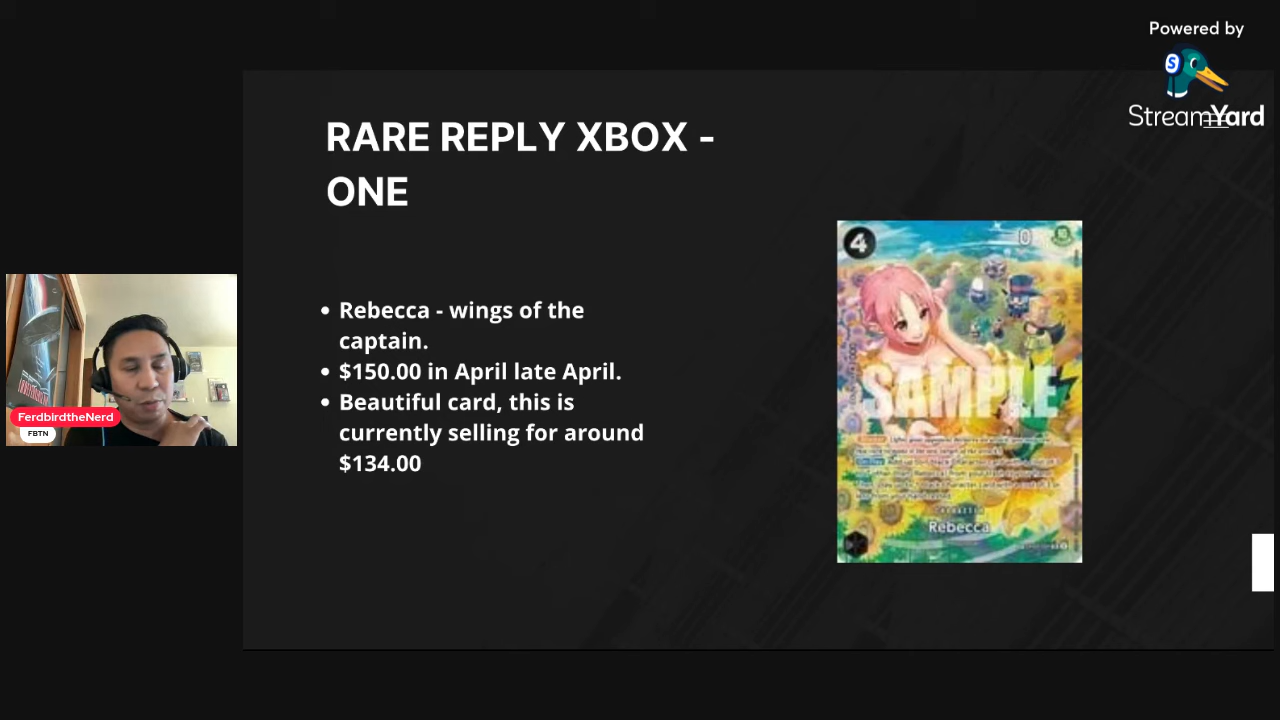 Powered by
StreamYard
RARE REPLY XBOX -
ONE
Rebecca - wings of the
captain.
$150.00 in April late April.
Beautiful card, this is
currently selling for around
$134.00
FerdbirdtheNerd
FBTN
4
SAMPLE
Rebecca